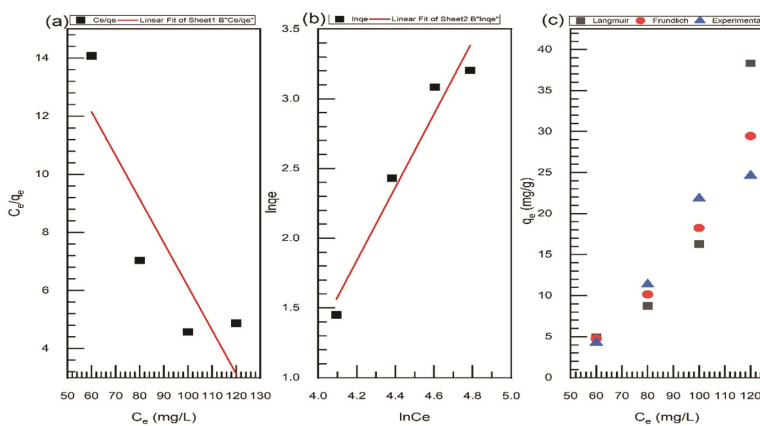 (a)
Ce/qe
Linear Fit of Sheet1 B"Ce/qe"
14
12
10
8
6
4
Cₑ/qₑ
50 60 70 80 90 100 110 120 130
Cₑ (mg/L)
(b)
lnqe
Linear Fit of Sheet2 B"lnqe"
3.5
3.0
2.5
2.0
1.5
1.0
lnqe
4.0 4.2 4.4 4.6 4.8 5.0
lnCe
(c)
Langmuir
Frundlich
Experimenta
40
35
30
25
20
15
10
5
0
qₑ (mg/g)
50 60 70 80 90 100 110 120
Cₑ (mg/L)